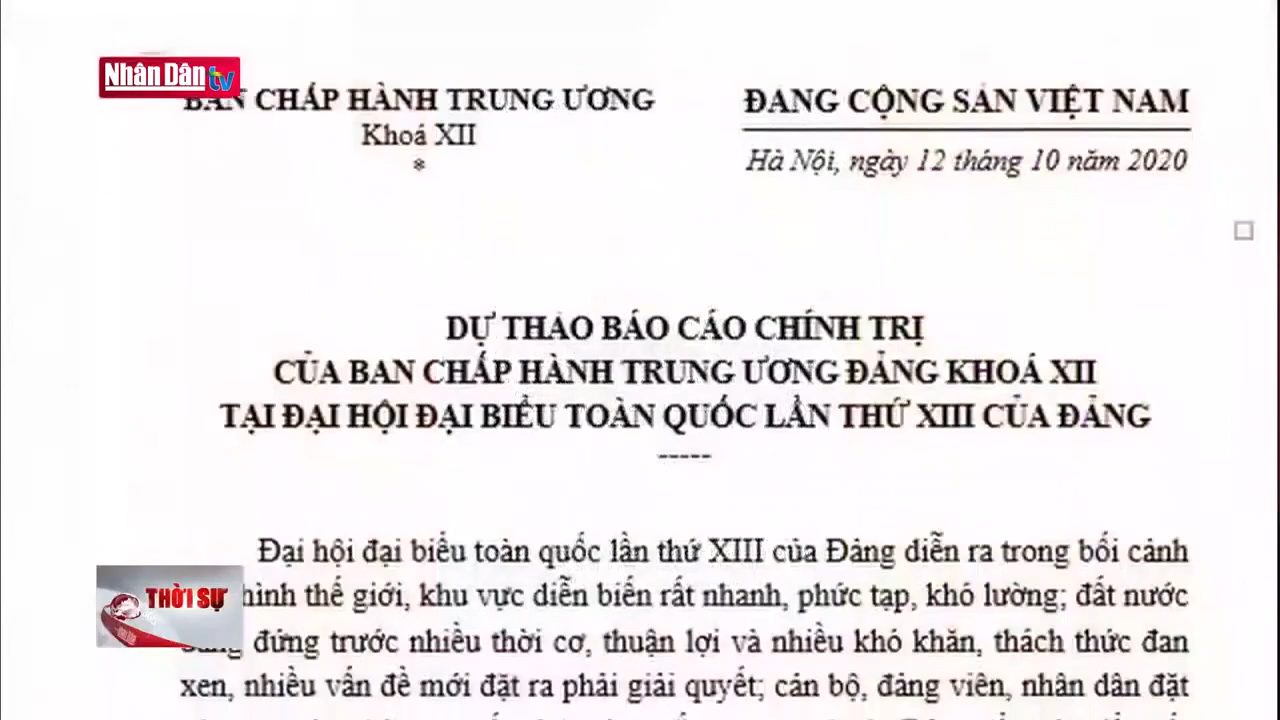 Nhân Dân tv
BAN CHẤP HÀNH TRUNG ƯƠNG
ĐẢNG CỘNG SẢN VIỆT NAM
Khoá XII
*
Hà Nội, ngày 12 tháng 10 năm 2020
DỰ THẢO BÁO CÁO CHÍNH TRỊ
CỦA BAN CHẤP HÀNH TRUNG ƯƠNG ĐẢNG KHOÁ XII
TẠI ĐẠI HỘI ĐẠI BIỂU TOÀN QUỐC LẦN THỨ XIII CỦA ĐẢNG
-----
Đại hội đại biểu toàn quốc lần thứ XIII của Đảng diễn ra trong bối cảnh
THỜI SỰ
hình thế giới, khu vực diễn biến rất nhanh, phức tạp, khó lường; đất nước
đứng trước nhiều thời cơ, thuận lợi và nhiều khó khăn, thách thức đan
xen, nhiều vấn đề mới đặt ra phải giải quyết; cán bộ, đảng viên, nhân dân đặt